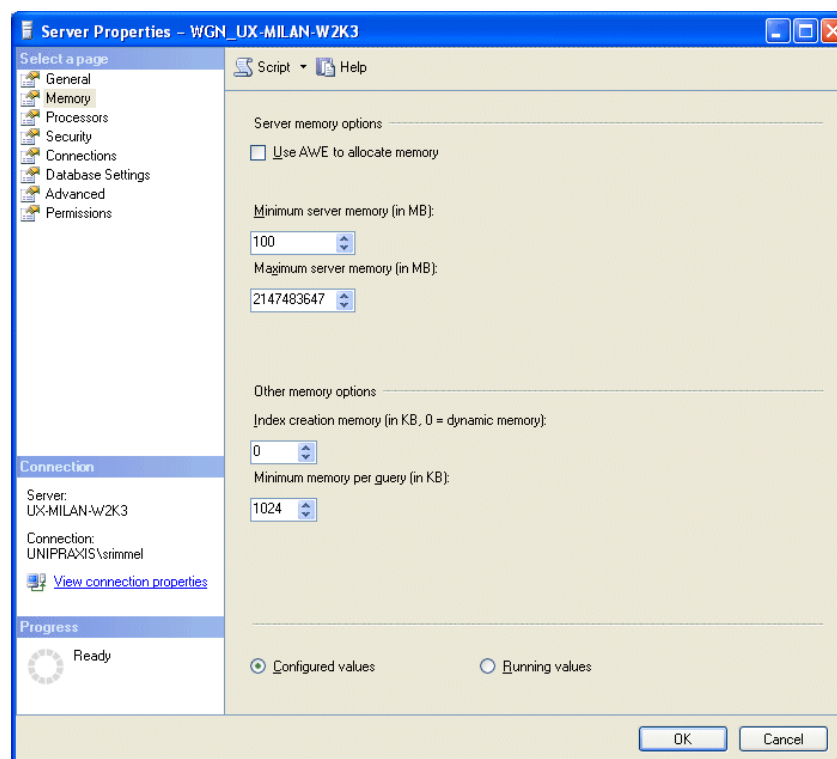 Server Properties – WGN_UX-MILAN-W2K3
Select a page
General
Memory
Processors
Security
Connections
Database Settings
Advanced
Permissions
Script Help
Server memory options
Use AWE to allocate memory
Minimum server memory (in MB):
100
Maximum server memory (in MB):
2147483647
Other memory options
Index creation memory (in KB, 0 = dynamic memory):
0
Minimum memory per guery (in KB):
1024
Connection
Server:
UX-MILAN-W2K3
Connection:
UNIPRAXIS\srimmel
View connection properties
Progress
Ready
Configured values Running values
OK Cancel